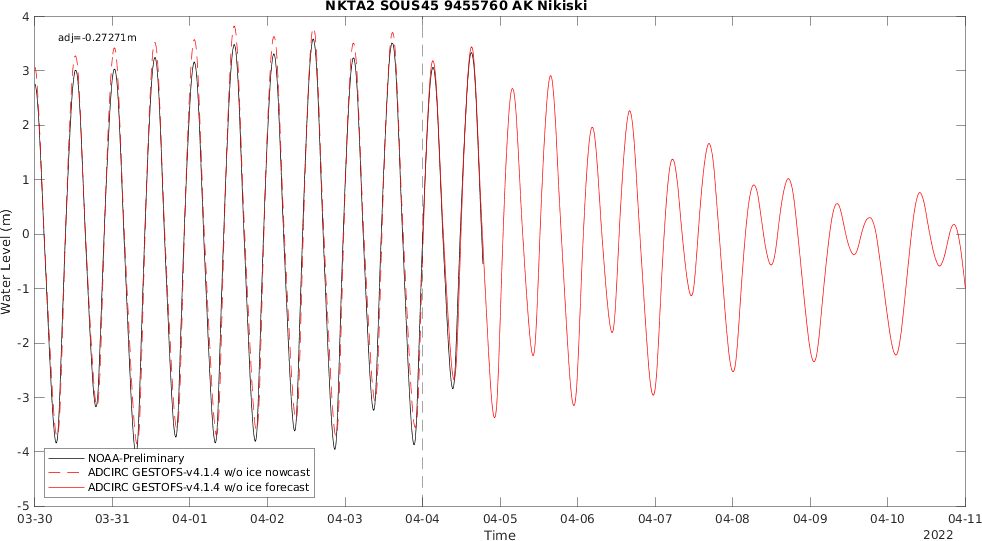 NKTA2 SOUS45 9455760 AK Nikiski
adj=-0.27271m
4
3
2
1
0
-1
-2
-3
-4
-5
Water Level (m)
NOAA-Preliminary
ADCIRC GESTOFS-v4.1.4 w/o ice nowcast
ADCIRC GESTOFS-v4.1.4 w/o ice forecast
03-30 03-31 04-01 04-02 04-03 04-04 04-05 04-06 04-07 04-08 04-09 04-10 04-11
Time
2022